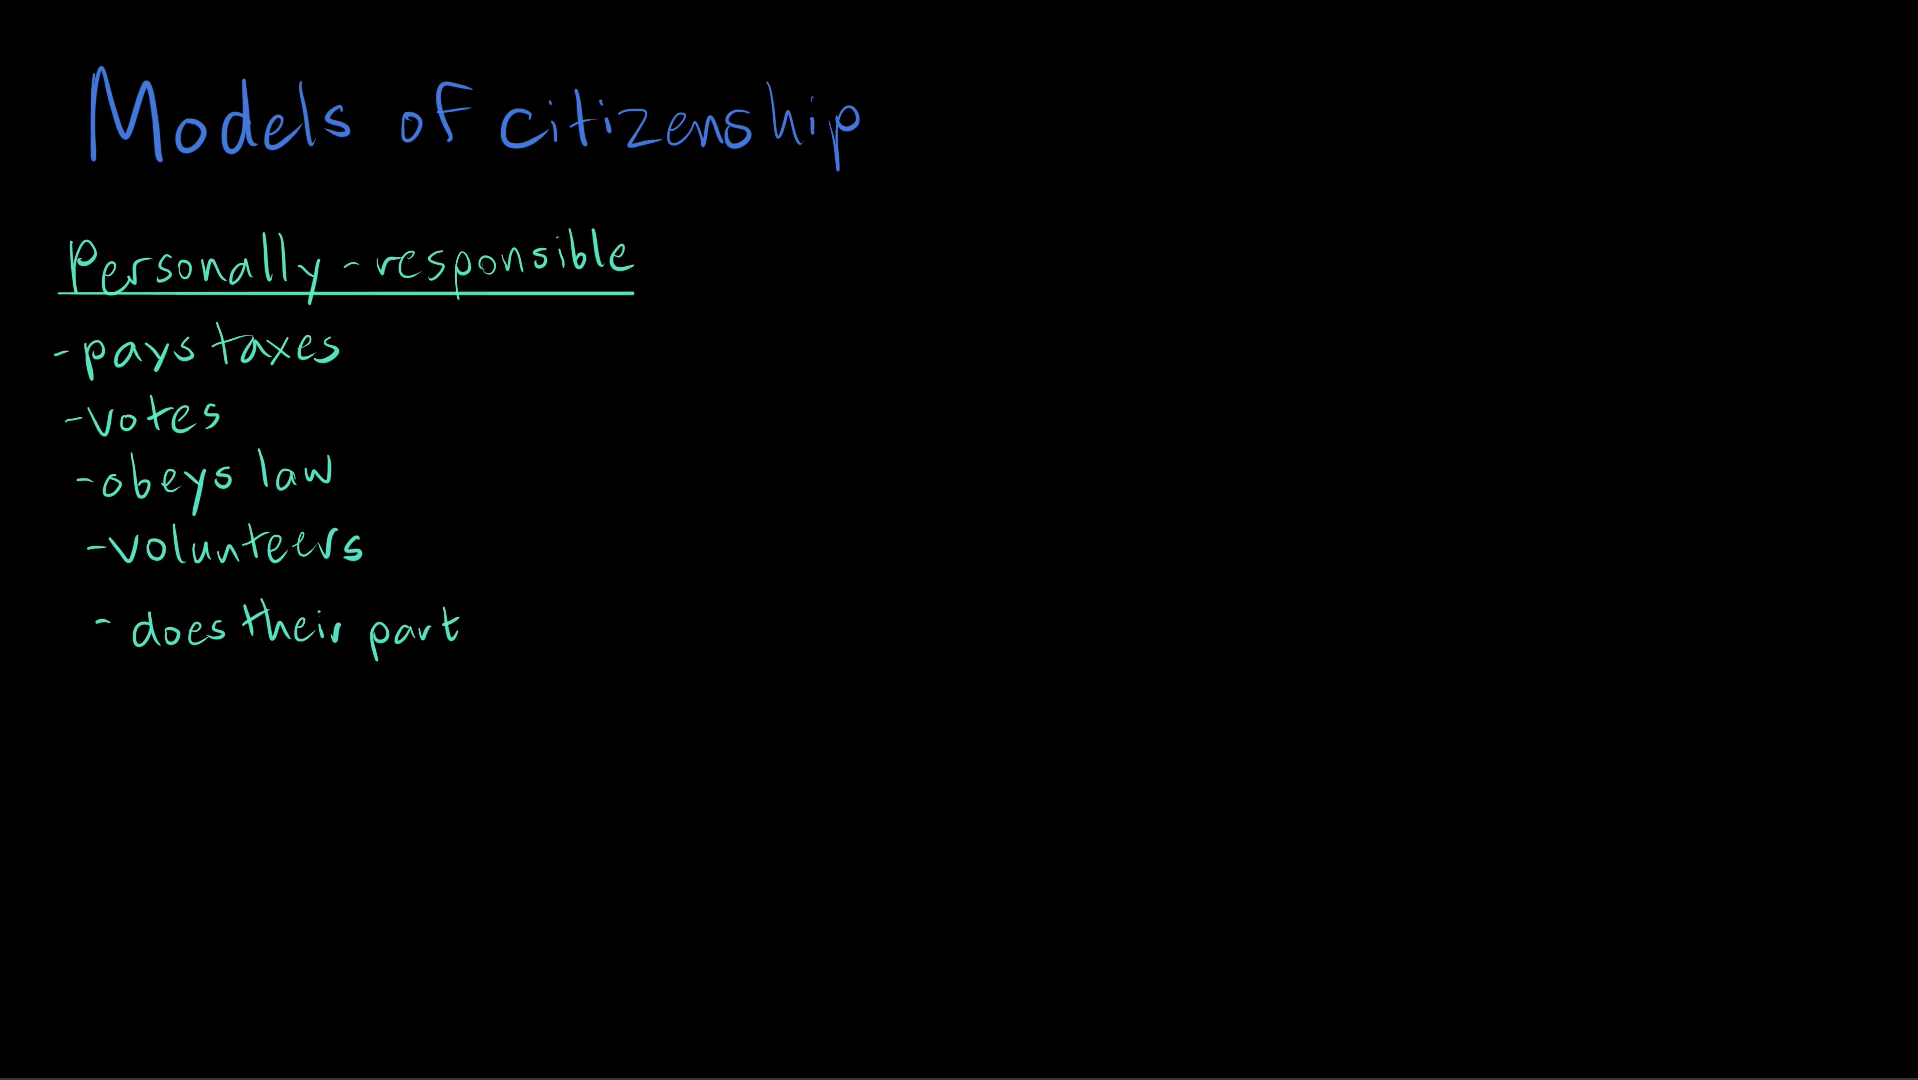 Models of citizenship
Personally-responsible
-pays taxes
-votes
-obeys law
-volunteers
- does their part